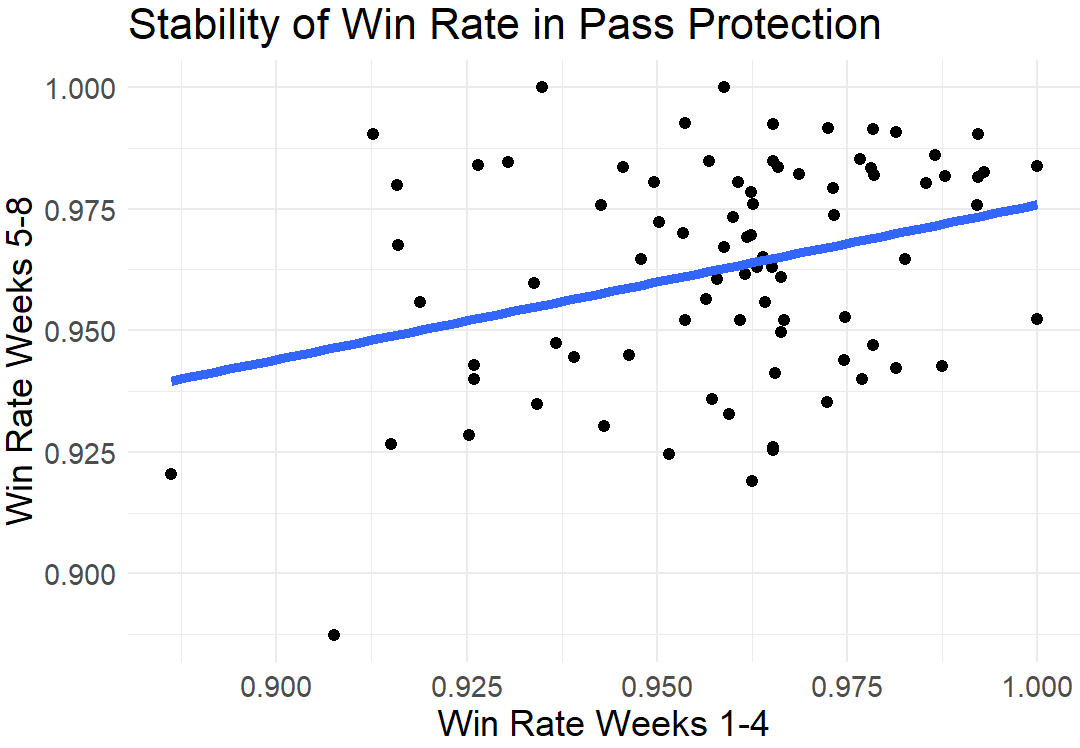 Stability of Win Rate in Pass Protection
Win Rate Weeks 5-8
1.000
0.975
0.950
0.925
0.900
0.900 0.925 0.950 0.975 1.000
Win Rate Weeks 1-4